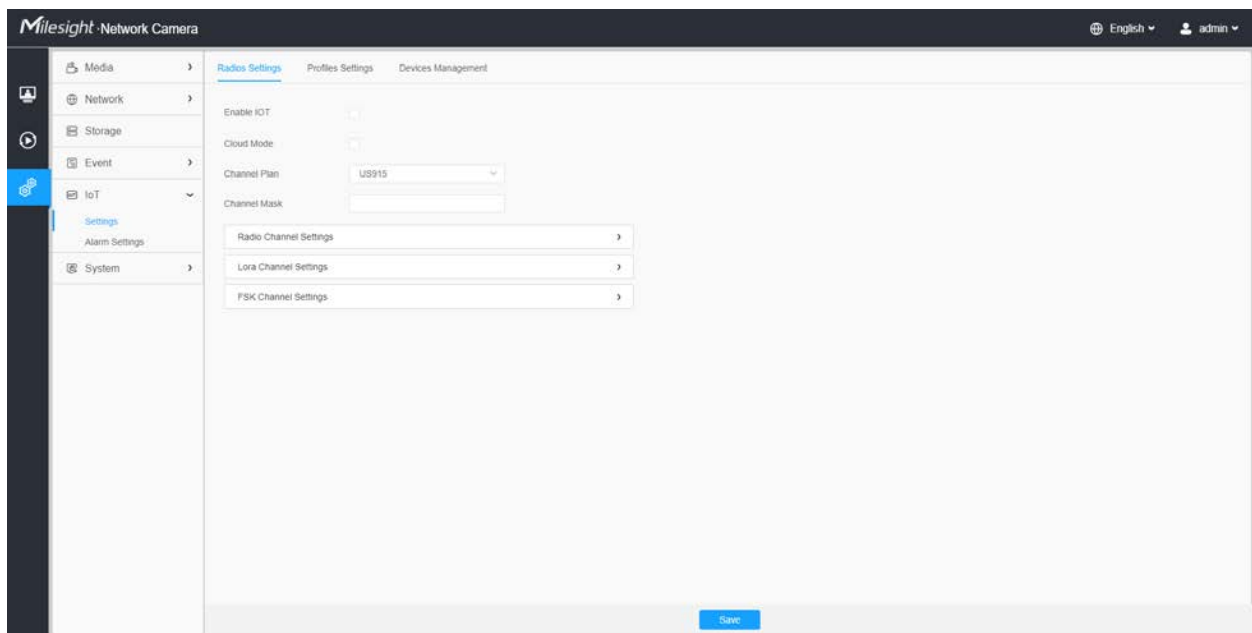 Milesight·Network Camera
English
admin
Media
Network
Storage
Event
IoT
Settings
Alarm Settings
System
Radios Settings
Profiles Settings
Devices Management
Enable IOT
Cloud Mode
Channel Plan
US915
Channel Mask
Radio Channel Settings
Lora Channel Settings
FSK Channel Settings
Save